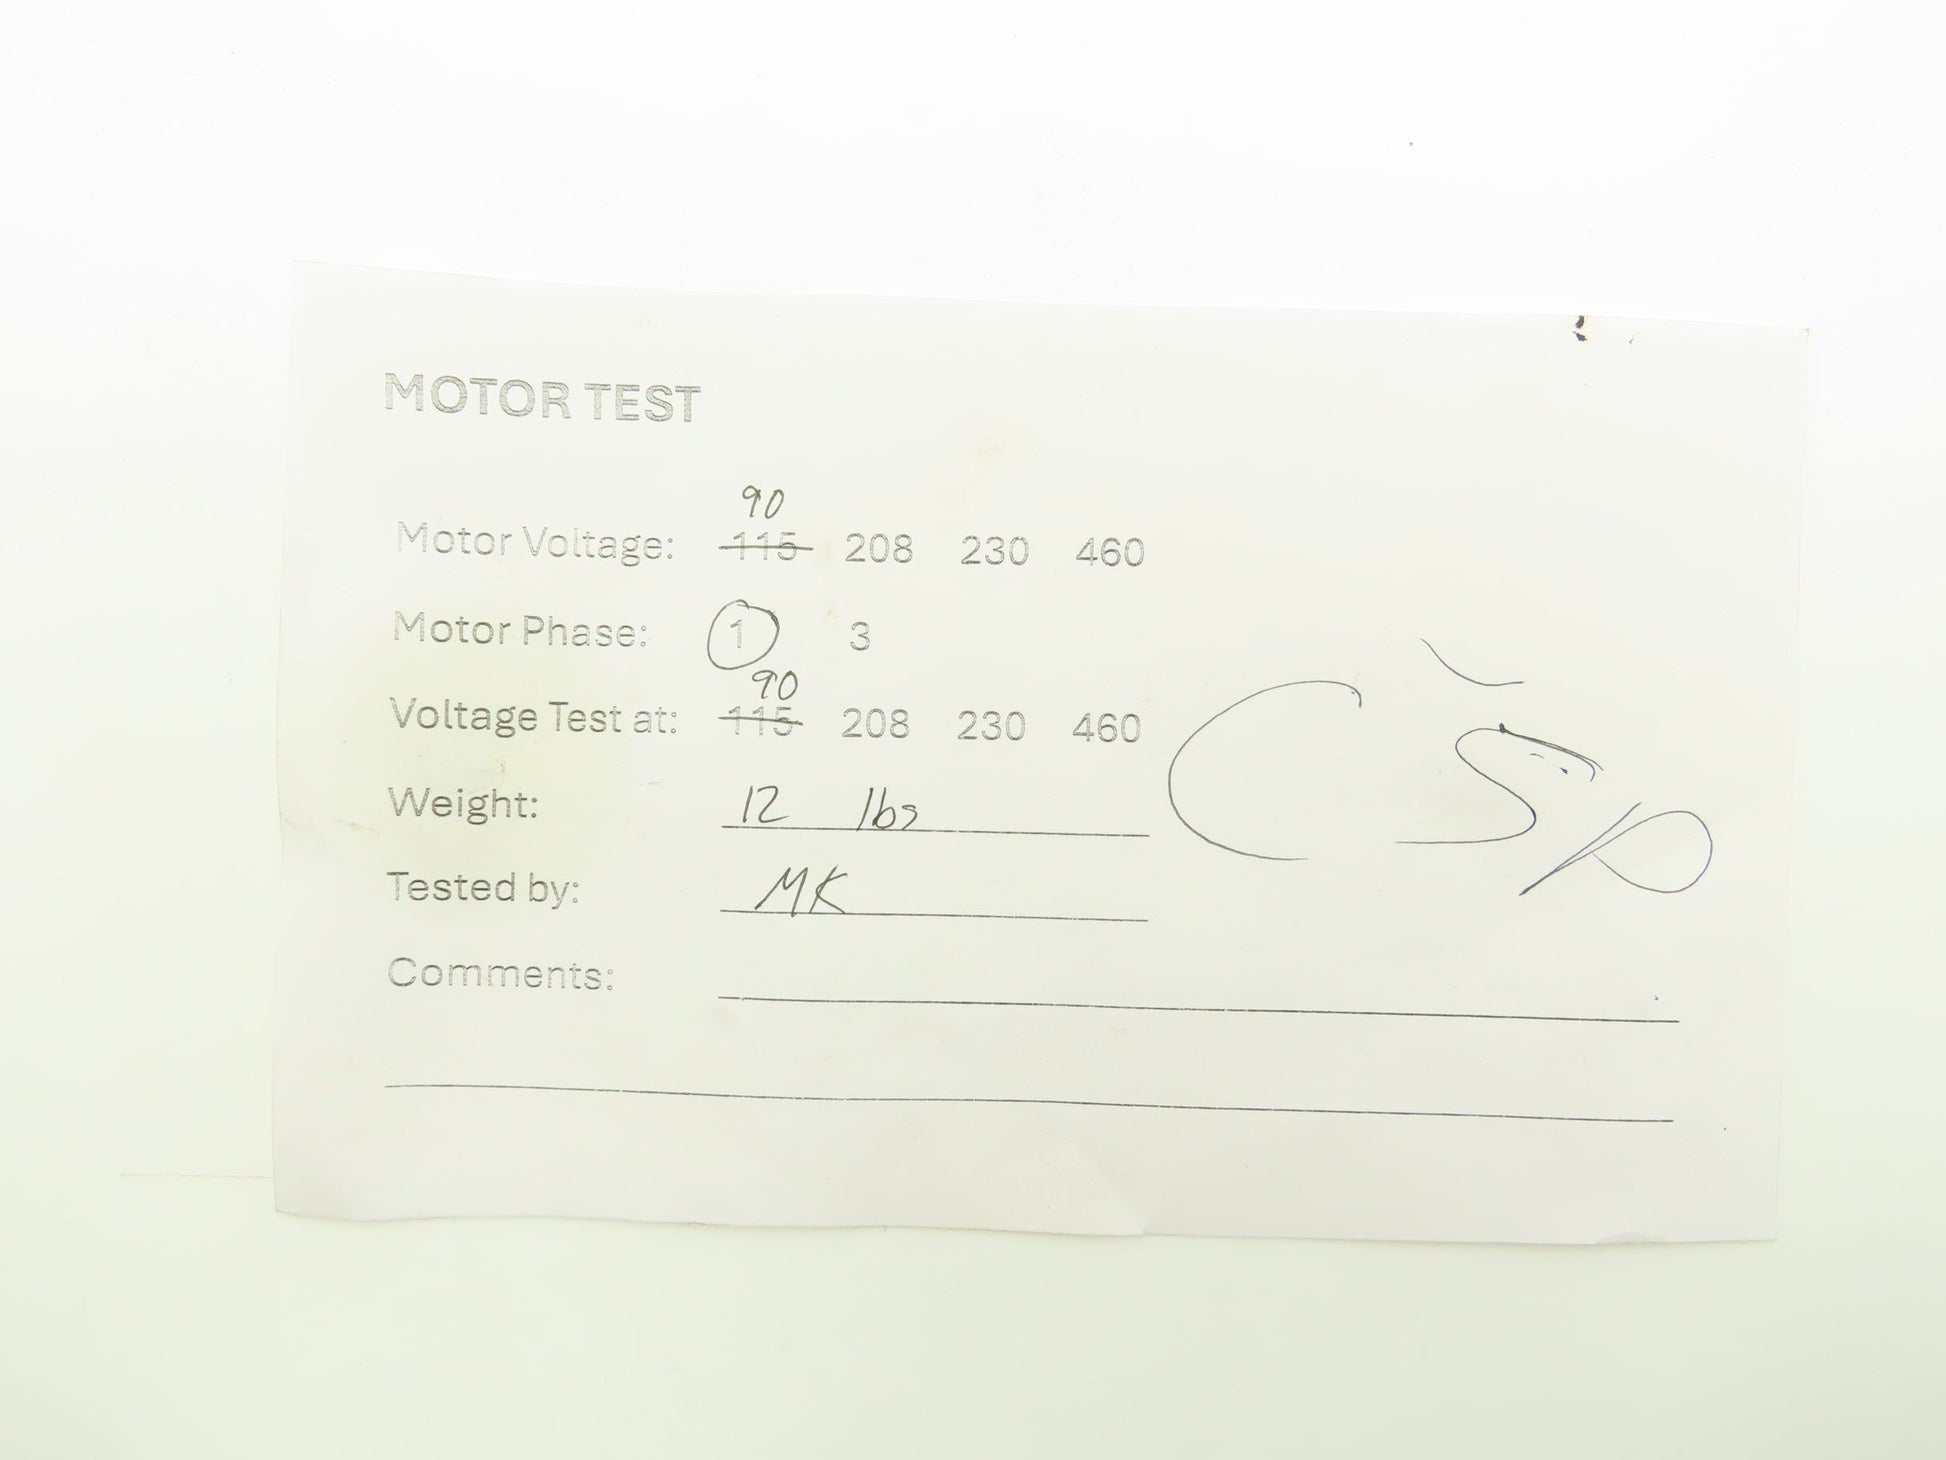 MOTOR TEST
90
Motor Voltage: 115 208 230 460
Motor Phase: 1 3
90
Voltage Test at: 115 208 230 460
Weight: 12 lbs
Tested by: MK
Comments: